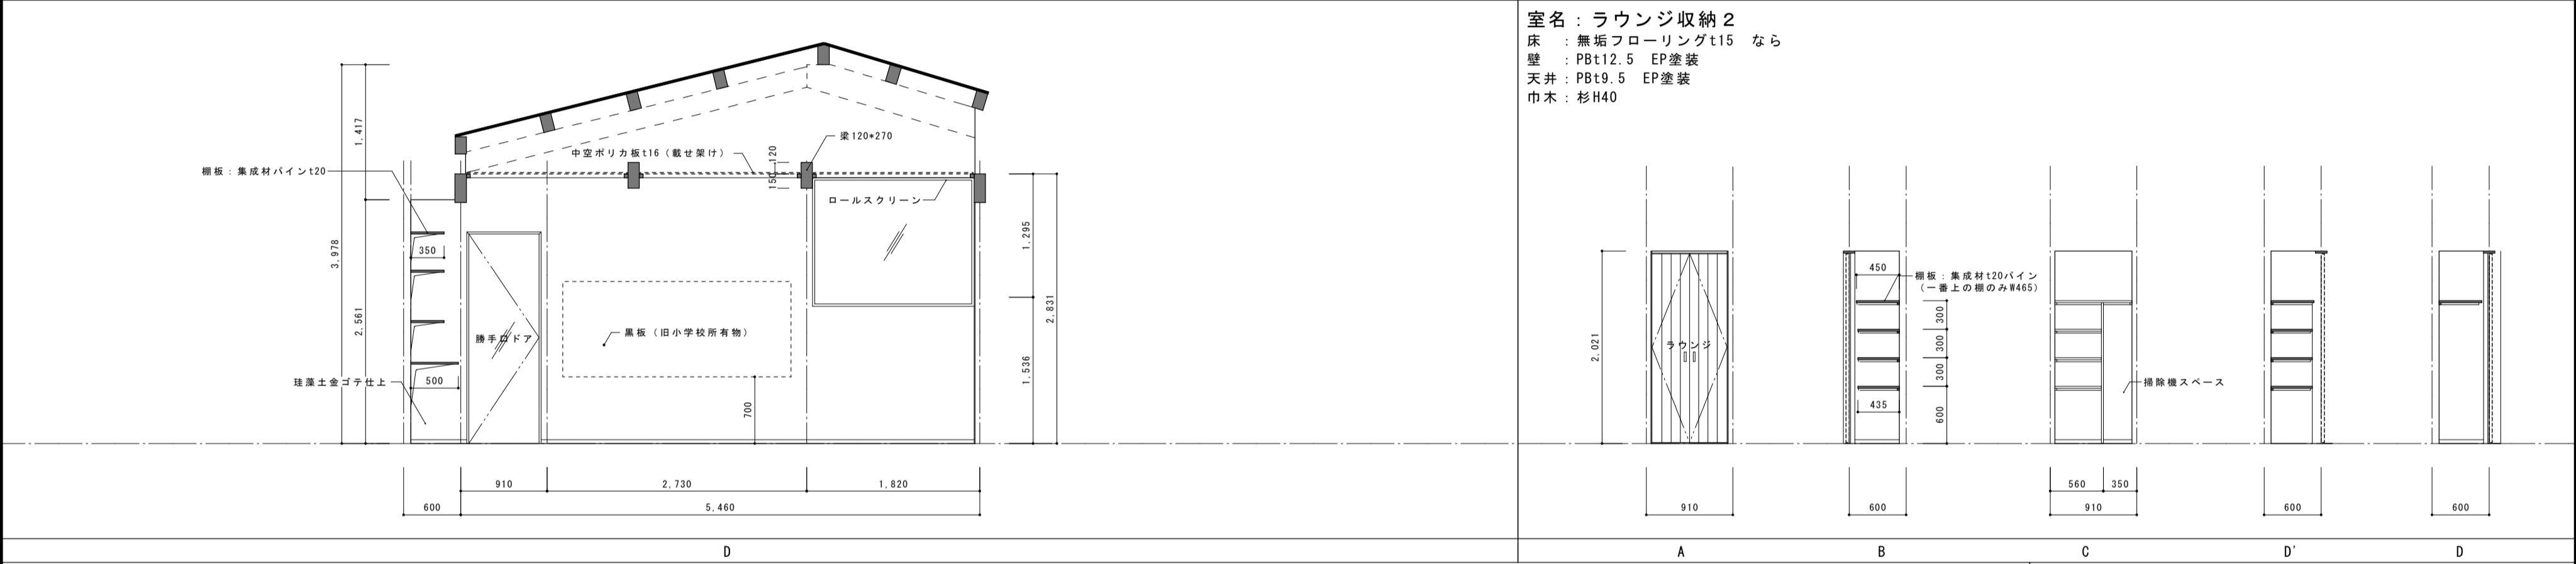 室名：ラウンジ収納２
床　：無垢フローリングt15　なら
壁　：PBt12.5　EP塗装
天井：PBt9.5　EP塗装
巾木：杉H40
梁120*270
中空ポリカ板t16（載せ架け）
120
150
棚板：集成材パインt20
ロールスクリーン
1,417
3,978
2,561
350
500
勝手口ドア
黒板（旧小学校所有物）
珪藻土金ゴテ仕上
700
1,295
2,831
1,536
910
2,730
1,820
600
5,460
D
2,021
ラウンジ
910
A
450
棚板：集成材t20パイン
（一番上の棚のみW465）
300
300
300
600
435
600
B
掃除機スペース
560
350
910
C
600
D'
600
D